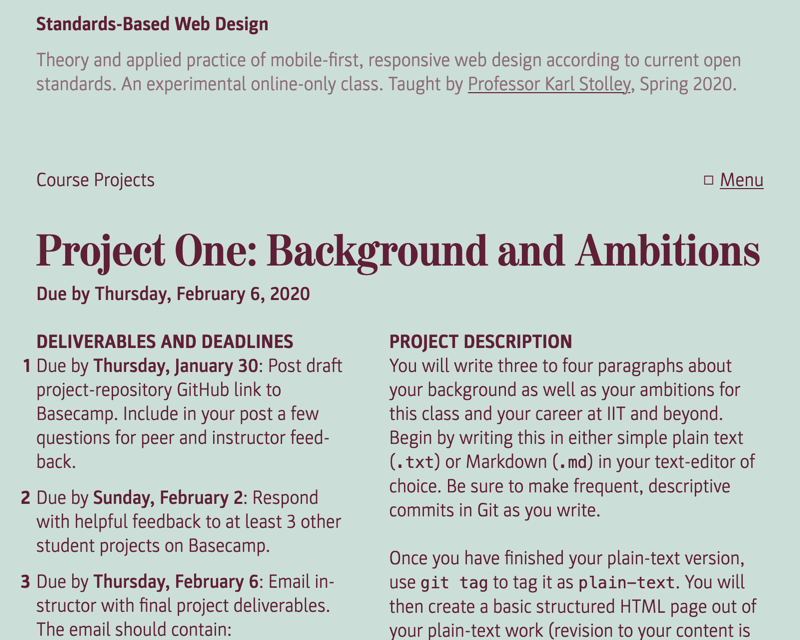 Standards-Based Web Design
Theory and applied practice of mobile-first, responsive web design according to current open
standards. An experimental online-only class. Taught by Professor Karl Stolley, Spring 2020.
Course Projects
Menu
Project One: Background and Ambitions
Due by Thursday, February 6, 2020
DELIVERABLES AND DEADLINES
1 Due by Thursday, January 30: Post draft
project-repository GitHub link to
Basecamp. Include in your post a few
questions for peer and instructor feed-
back.
2 Due by Sunday, February 2: Respond
with helpful feedback to at least 3 other
student projects on Basecamp.
3 Due by Thursday, February 6: Email in-
structor with final project deliverables.
The email should contain:
PROJECT DESCRIPTION
You will write three to four paragraphs about
your background as well as your ambitions for
this class and your career at IIT and beyond.
Begin by writing this in either simple plain text
(.txt) or Markdown (.md) in your text-editor of
choice. Be sure to make frequent, descriptive
commits in Git as you write.
Once you have finished your plain-text version,
use git tag to tag it as plain-text. You will
then create a basic structured HTML page out of
your plain-text work (revision to your content is